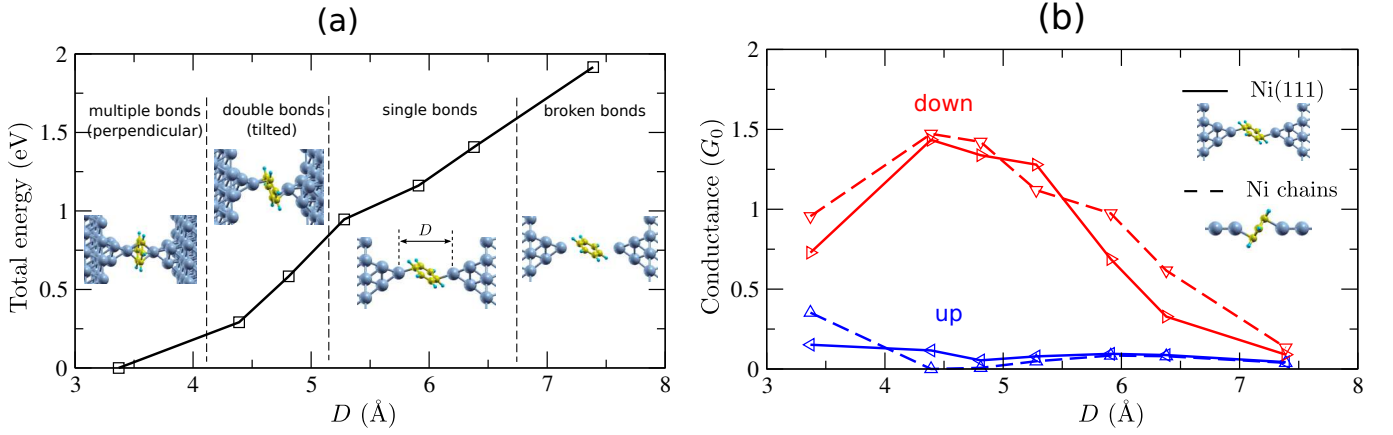 (a)
Total energy (eV)
2
1.5
1
0.5
0
multiple bonds
(perpendicular)
double bonds
(tilted)
single bonds
broken bonds
D
3
4
5
6
7
8
D (Å)
(b)
Conductance (G₀)
2
1.5
1
0.5
0
down
up
Ni(111)
Ni chains
3
4
5
6
7
8
D (Å)